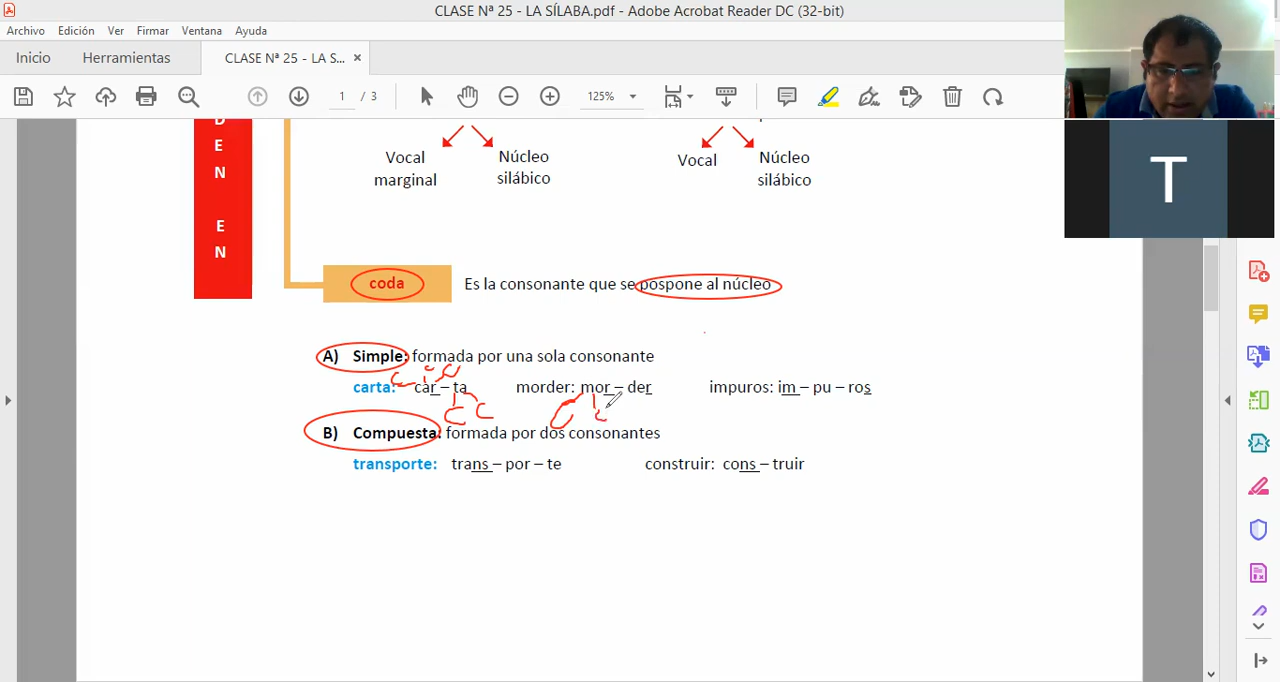 CLASE Nª 25 - LA SÍLABA.pdf - Adobe Acrobat Reader DC (32-bit)
Archivo Edición Ver Firmar Ventana Ayuda
Inicio Herramientas CLASE Nª 25 - LA S... ×
1 / 3 125%
D
E
N
E
N
Vocal marginal
Núcleo silábico
Vocal
Núcleo silábico
T
coda Es la consonante que se pospone al núcleo
A) Simple: formada por una sola consonante
carta: car – ta morder: mor – der impuros: im – pu – ros
B) Compuesta: formada por dos consonantes
transporte: trans – por – te construir: cons – truir